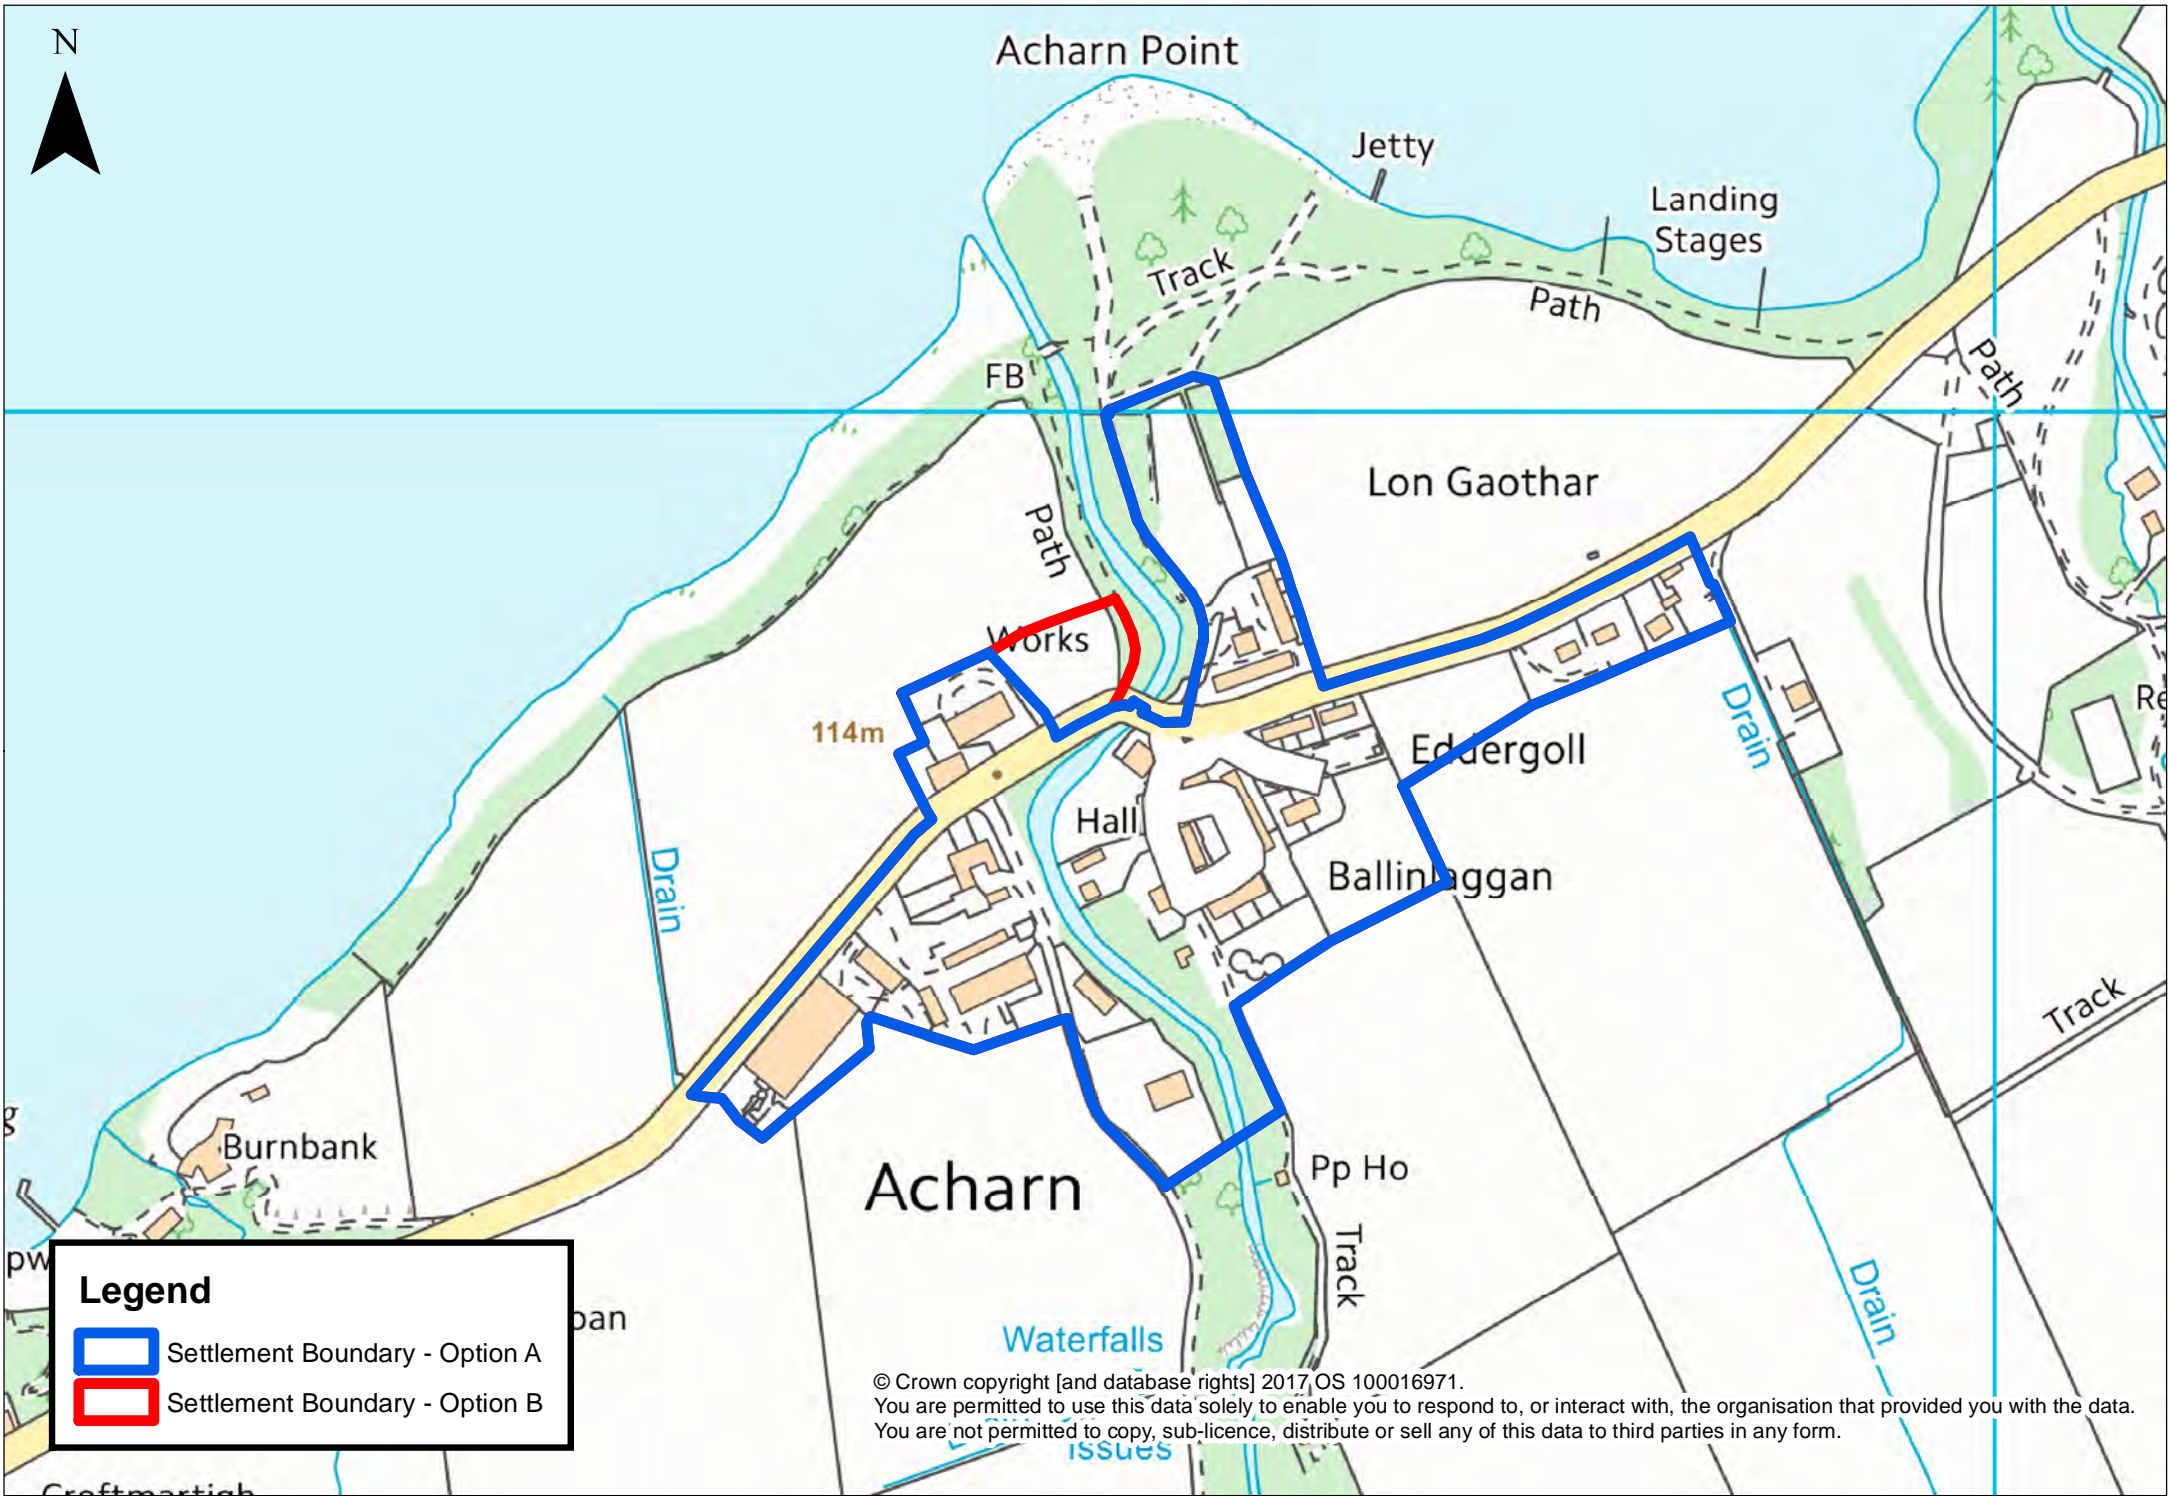 N
Acharn Point
Jetty
Landing
Stages
Track
Path
FB
Path
Path
Lon Gaothar
Works
114m
Eddergoll
Drain
Hall
Drain
Ballinlaggan
Track
Burnbank
Acharn
Pp Ho
Track
Drain
Waterfalls
Issues
Legend
Settlement Boundary - Option A
Settlement Boundary - Option B
© Crown copyright [and database rights] 2017 OS 100016971.
You are permitted to use this data solely to enable you to respond to, or interact with, the organisation that provided you with the data.
You are not permitted to copy, sub-licence, distribute or sell any of this data to third parties in any form.